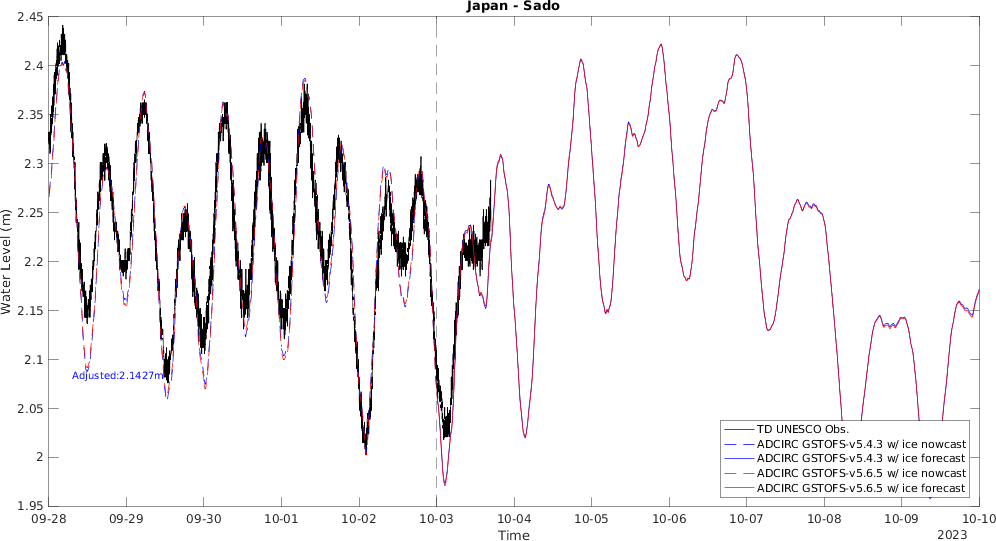 Japan - Sado
Water Level (m)
2.45
2.4
2.35
2.3
2.25
2.2
2.15
2.1
2.05
2
1.95
Adjusted:2.1427m
TD UNESCO Obs.
ADCIRC GSTOFS-v5.4.3 w/ ice nowcast
ADCIRC GSTOFS-v5.4.3 w/ ice forecast
ADCIRC GSTOFS-v5.6.5 w/ ice nowcast
ADCIRC GSTOFS-v5.6.5 w/ ice forecast
09-28 09-29 09-30 10-01 10-02 10-03 10-04 10-05 10-06 10-07 10-08 10-09 10-10
Time
2023